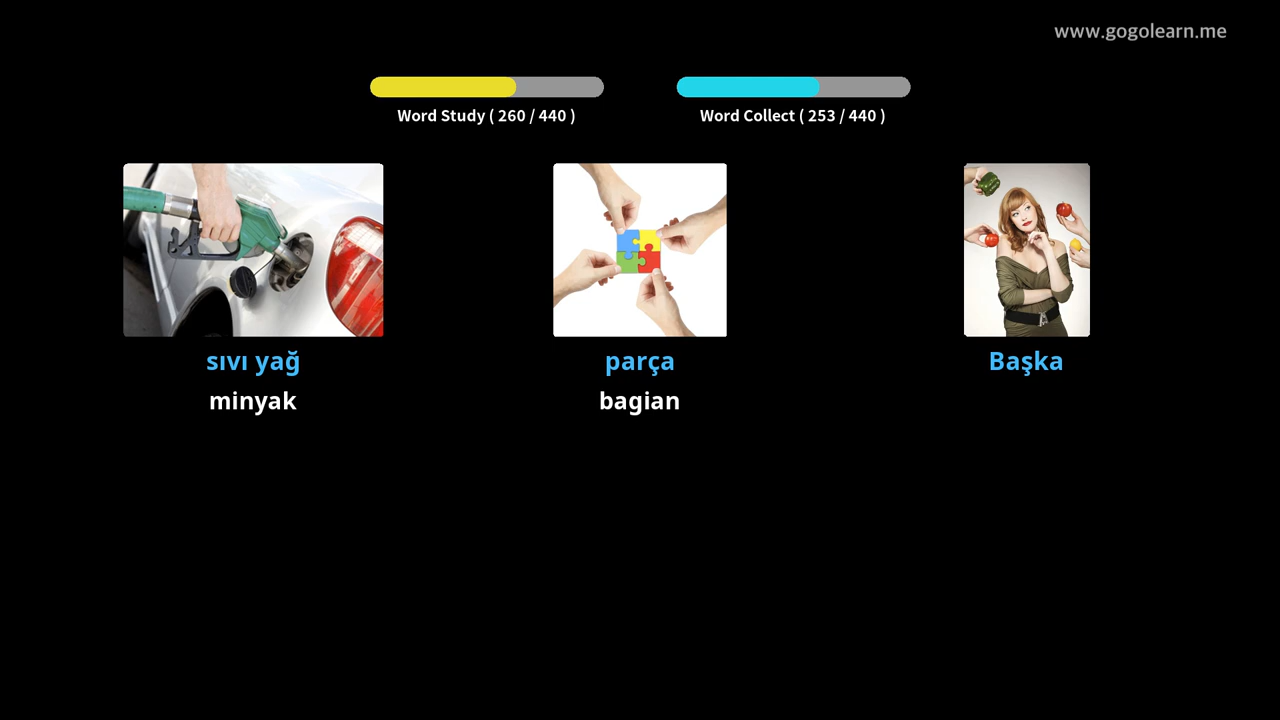 www.gogolearn.me
Word Study ( 260 / 440 )
Word Collect ( 253 / 440 )
sıvı yağ
minyak
parça
bagian
Başka